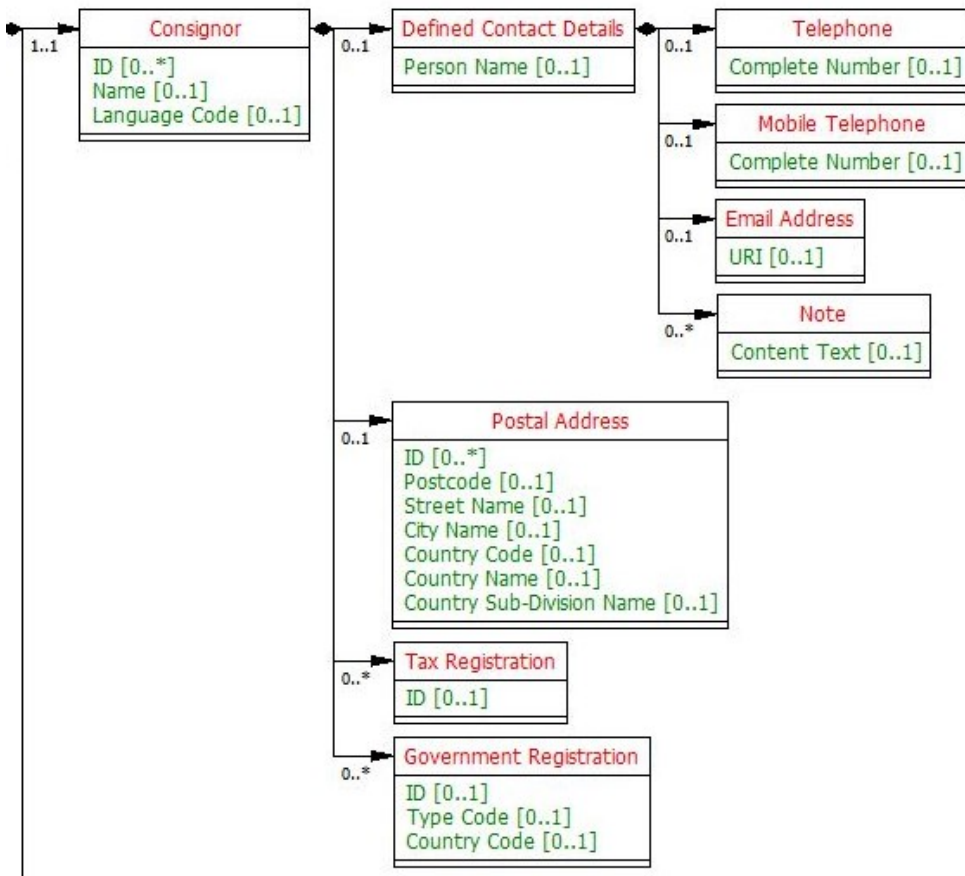 Consignor
1..1
ID [0..*]
Name [0..1]
Language Code [0..1]
0..1
Defined Contact Details
Person Name [0..1]
0..1
Telephone
Complete Number [0..1]
0..1
Mobile Telephone
Complete Number [0..1]
0..1
Email Address
URI [0..1]
0..*
Note
Content Text [0..1]
0..1
Postal Address
ID [0..*]
Postcode [0..1]
Street Name [0..1]
City Name [0..1]
Country Code [0..1]
Country Name [0..1]
Country Sub-Division Name [0..1]
0..*
Tax Registration
ID [0..1]
0..*
Government Registration
ID [0..1]
Type Code [0..1]
Country Code [0..1]